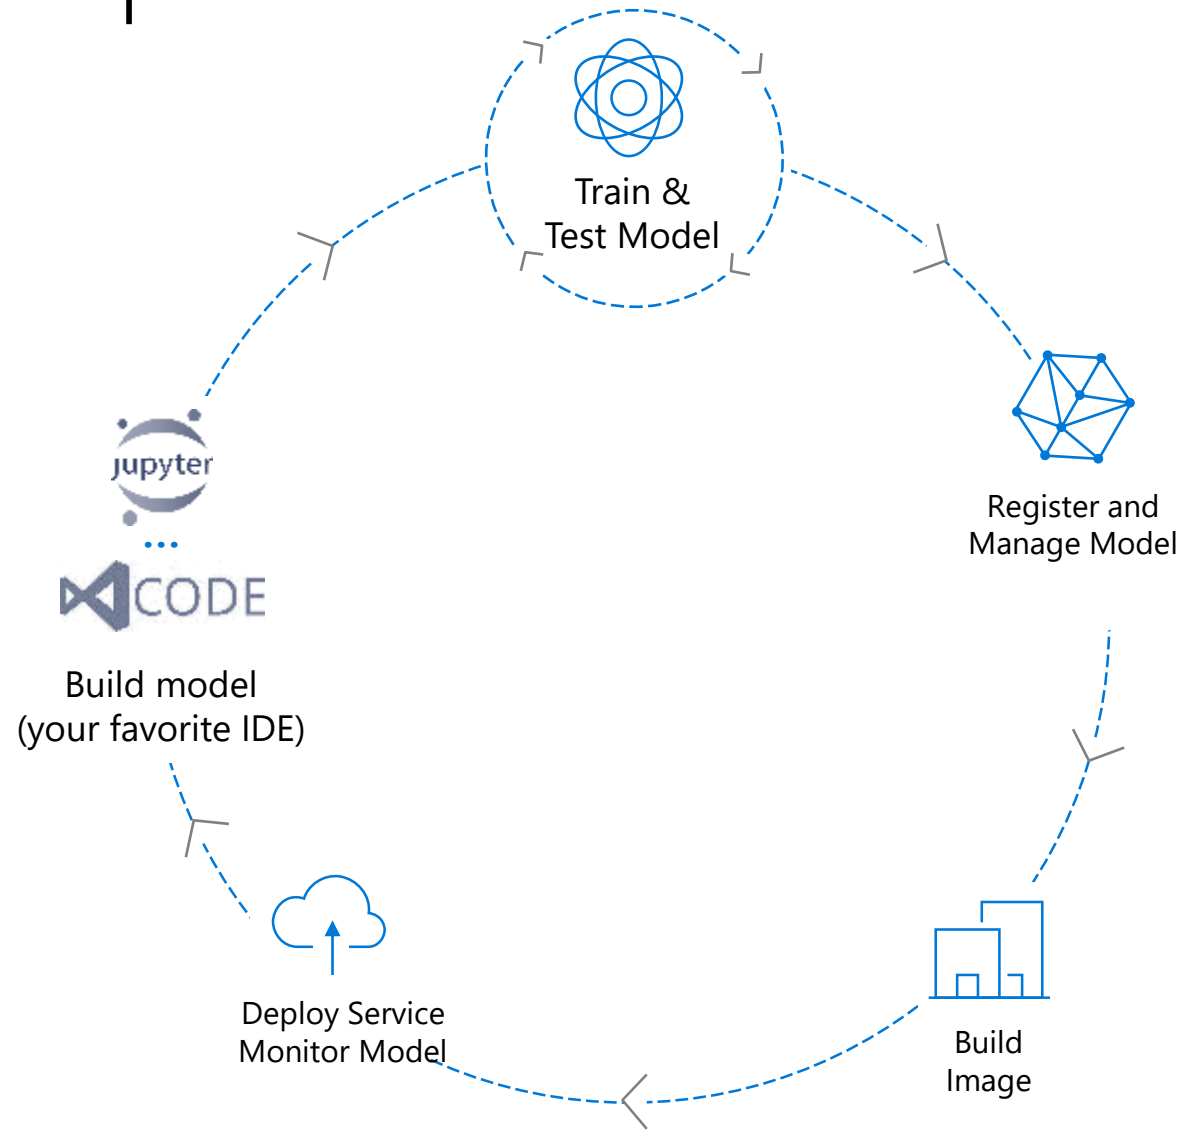 Train &
Test Model
Register and
Manage Model
jupyter
CODE
Build model
(your favorite IDE)
Deploy Service
Monitor Model
Build
Image